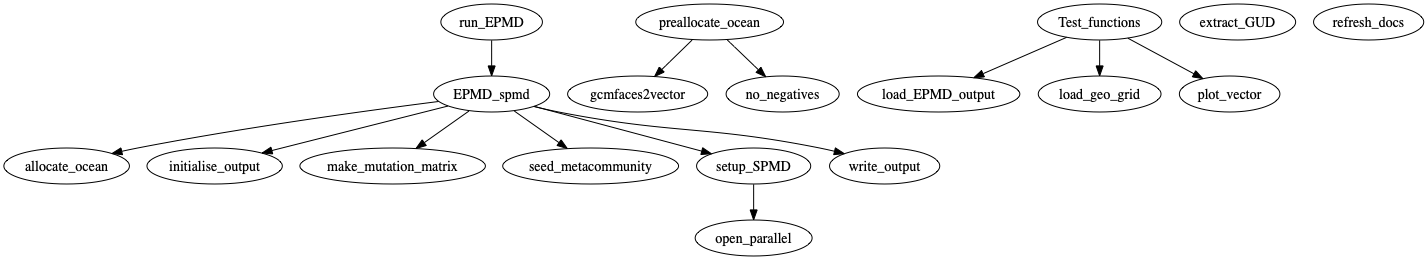 run_EPMD
preallocate_ocean
Test_functions
extract_GUD
refresh_docs
EPMD_spmd
gcmfaces2vector
no_negatives
load_EPMD_output
load_geo_grid
plot_vector
allocate_ocean
initialise_output
make_mutation_matrix
seed_metacommunity
setup_SPMD
write_output
open_parallel